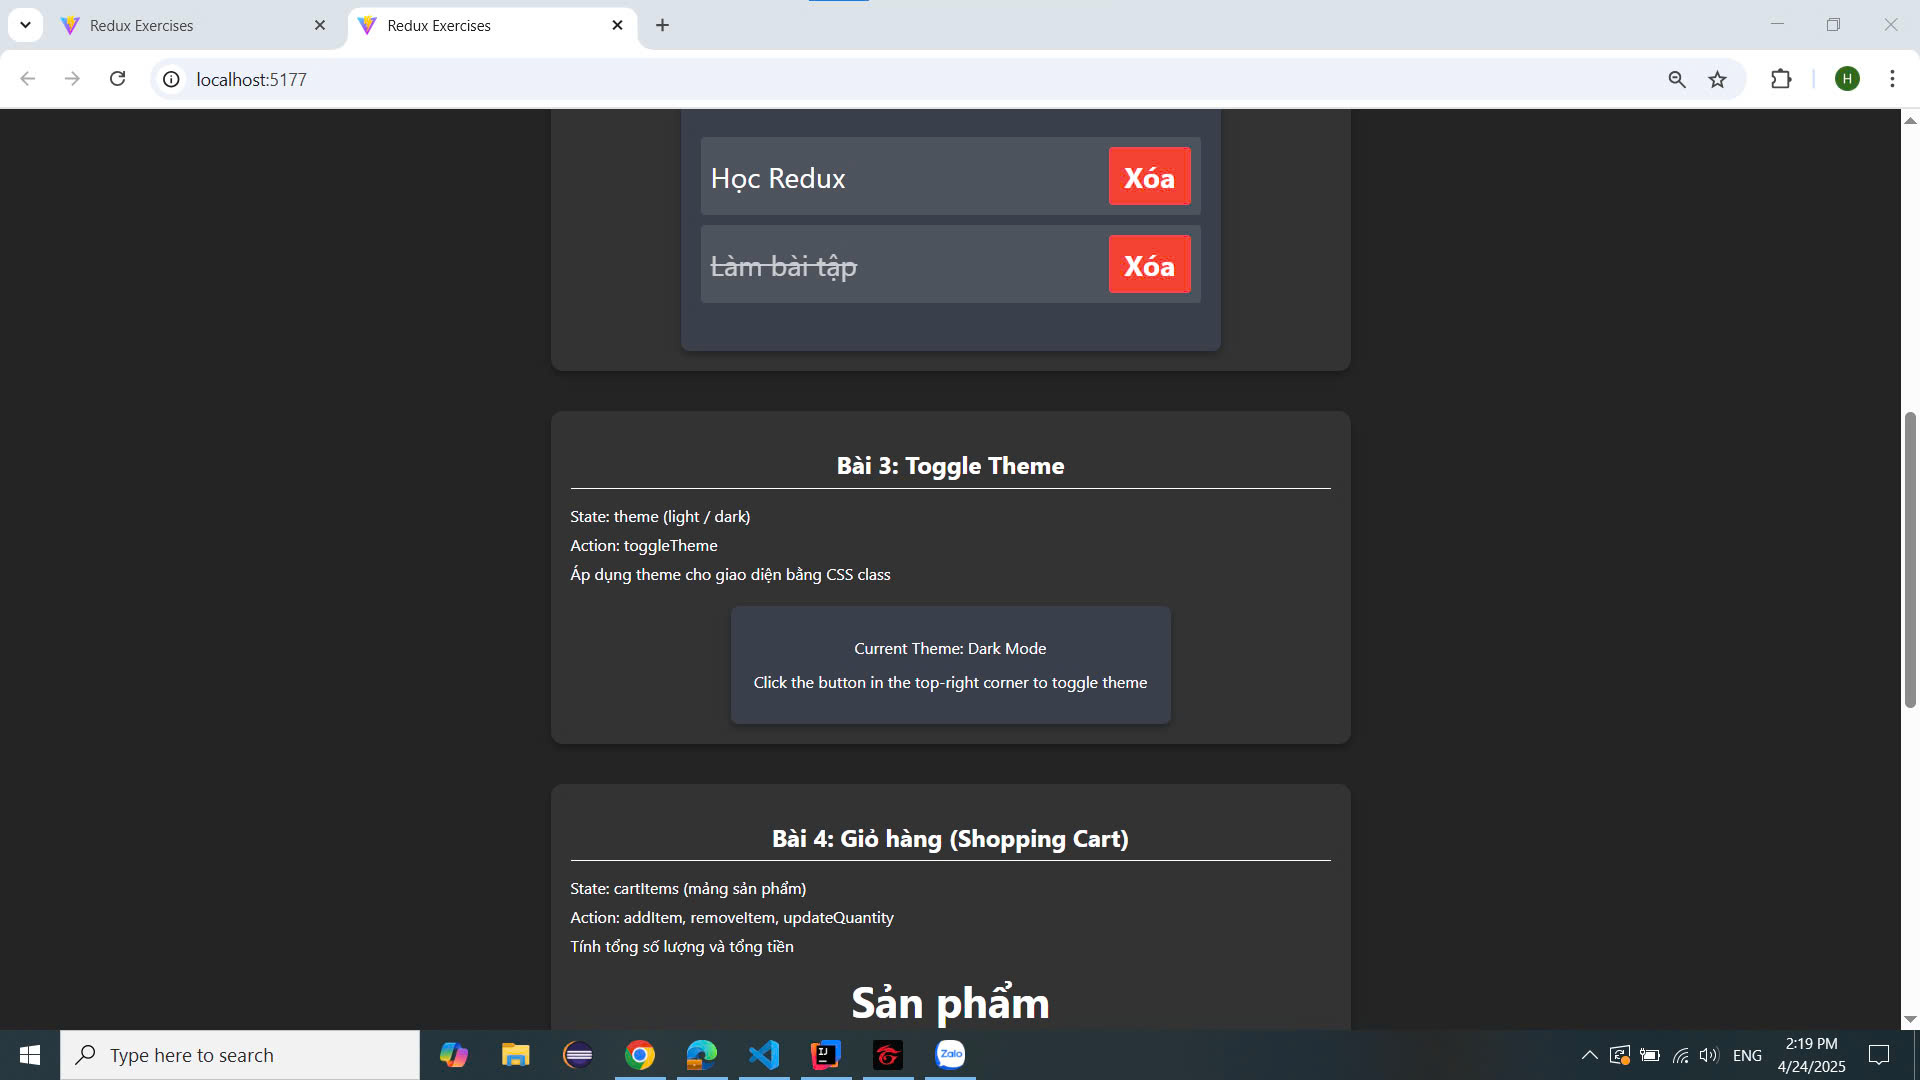 Redux Exercises
Redux Exercises
localhost:5177
H
Học Redux
Xóa
Làm bài tập
Xóa
Bài 3: Toggle Theme
State: theme (light / dark)
Action: toggleTheme
Áp dụng theme cho giao diện bằng CSS class
Current Theme: Dark Mode
Click the button in the top-right corner to toggle theme
Bài 4: Giỏ hàng (Shopping Cart)
State: cartItems (mảng sản phẩm)
Action: addItem, removeItem, updateQuantity
Tính tổng số lượng và tổng tiền
Sản phẩm
Type here to search
IJ
Zalo
ENG
2:19 PM
4/24/2025